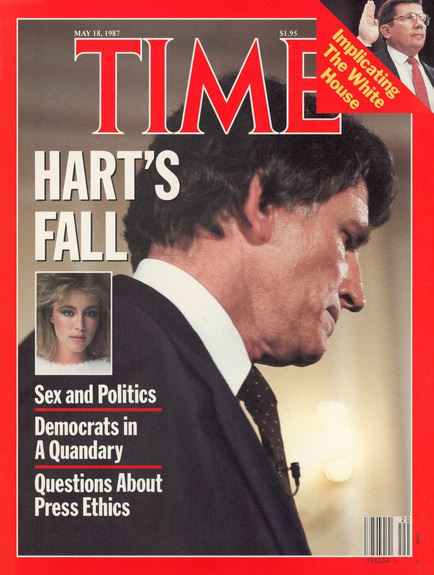 MAY 18, 1987
$1.95
TIME
Implicating
The White
House
HART'S
FALL
Sex and Politics
Democrats in
A Quandary
Questions About
Press Ethics
20